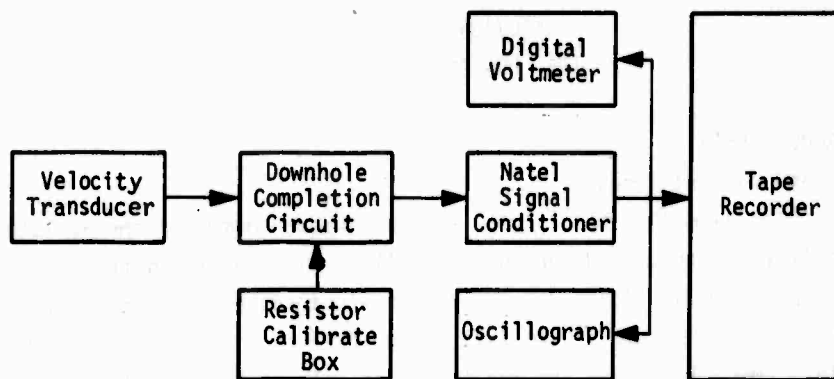 Digital
Voltmeter
Velocity
Transducer
Downhole
Completion
Circuit
Natel
Signal
Conditioner
Tape
Recorder
Resistor
Calibrate
Box
Oscillograph